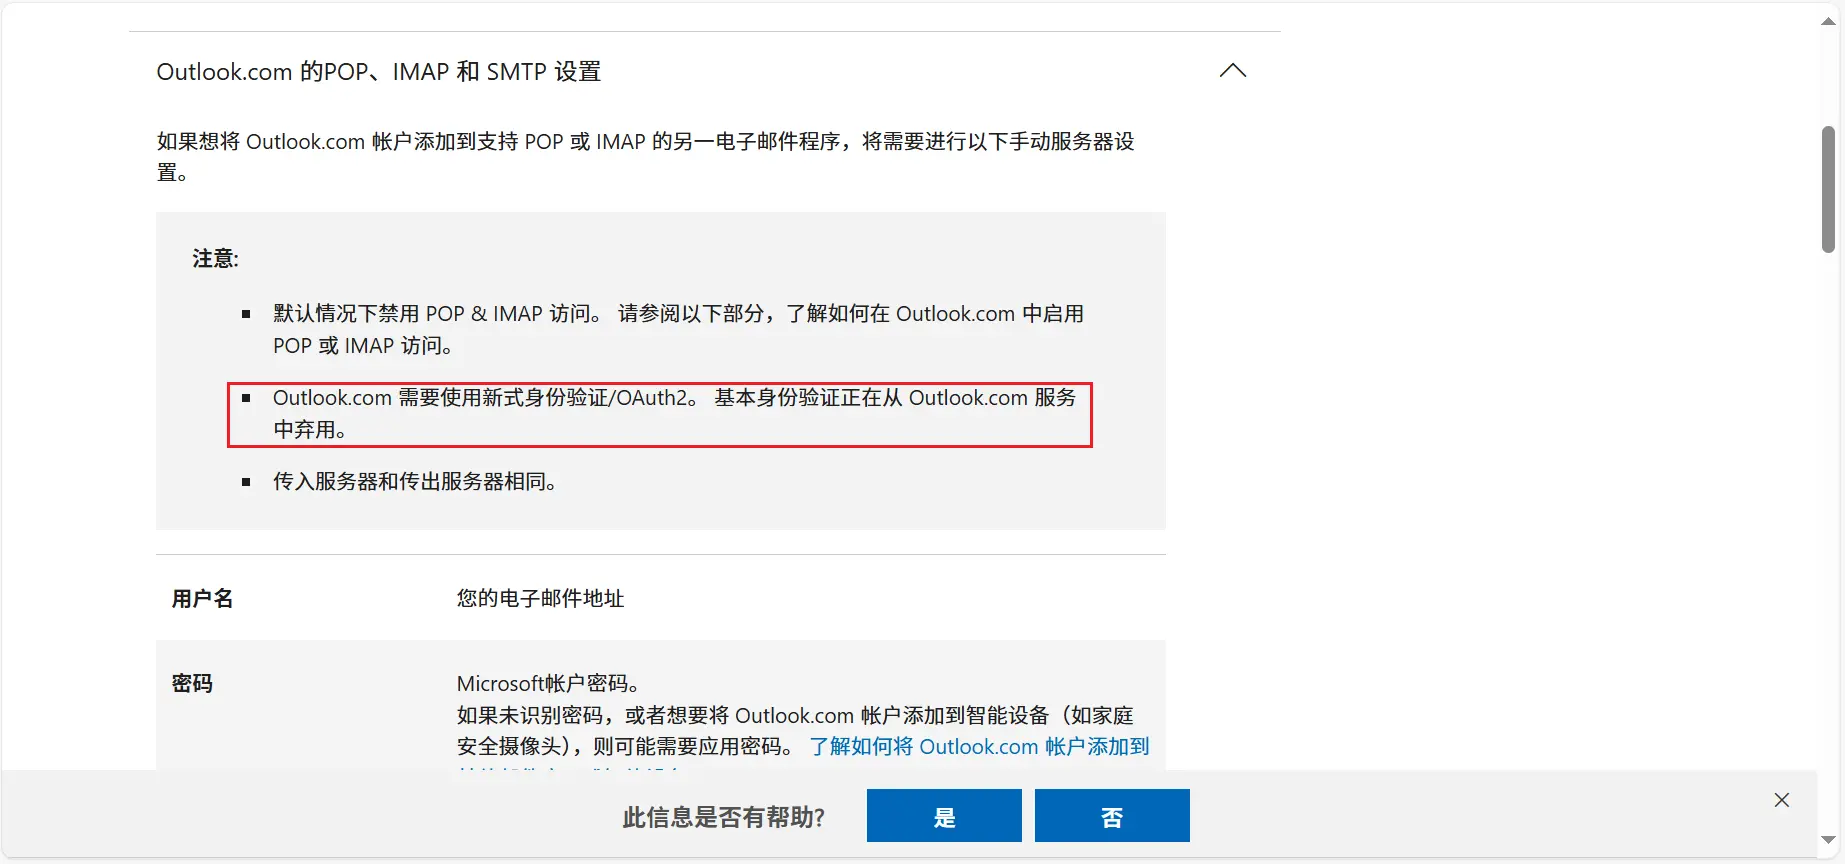 Outlook.com 的POP、IMAP 和 SMTP 设置
如果想将 Outlook.com 帐户添加到支持 POP 或 IMAP 的另一电子邮件程序，将需要进行以下手动服务器设
置。
注意:
■ 默认情况下禁用 POP & IMAP 访问。 请参阅以下部分，了解如何在 Outlook.com 中启用
POP 或 IMAP 访问。
■ Outlook.com 需要使用新式身份验证/OAuth2。 基本身份验证正在从 Outlook.com 服务
中弃用。
■ 传入服务器和传出服务器相同。
用户名 您的电子邮件地址
密码 Microsoft帐户密码。
如果未识别密码，或者想要将 Outlook.com 帐户添加到智能设备（如家庭
安全摄像头），则可能需要应用密码。 了解如何将 Outlook.com 帐户添加到
此信息是否有帮助? 是 否